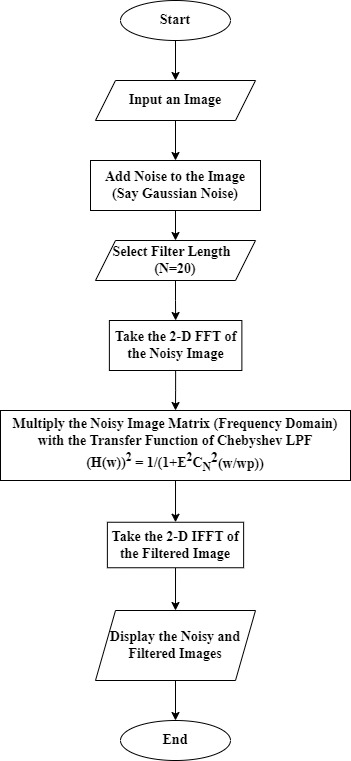 Start
Input an Image
Add Noise to the Image
(Say Gaussian Noise)
Select Filter Length
(N=20)
Take the 2-D FFT of
the Noisy Image
Multiply the Noisy Image Matrix (Frequency Domain)
with the Transfer Function of Chebyshev LPF
(H(w))² = 1/(1+E²C_N²(w/wp))
Take the 2-D IFFT of
the Filtered Image
Display the Noisy and
Filtered Images
End